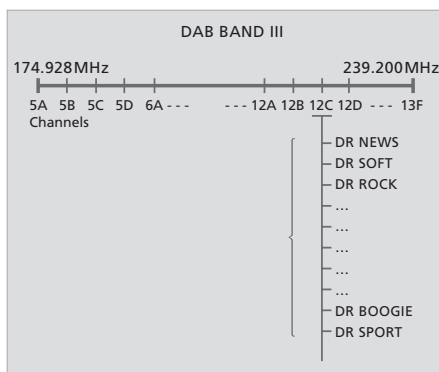 DAB BAND III
174.928MHz 239.200MHz
5A 5B 5C 5D 6A - - - - - - 12A 12B 12C 12D - - - 13F
Channels
DR NEWS
DR SOFT
DR ROCK
...
...
...
...
...
DR BOOGIE
DR SPORT